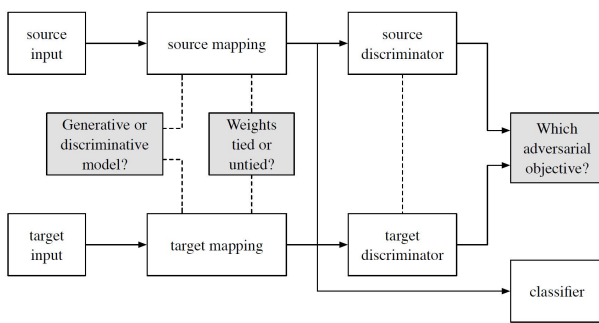 source
input
source mapping
source
discriminator
Generative or
discriminative
model?
Weights
tied or
untied?
Which
adversarial
objective?
target
input
target mapping
target
discriminator
classifier